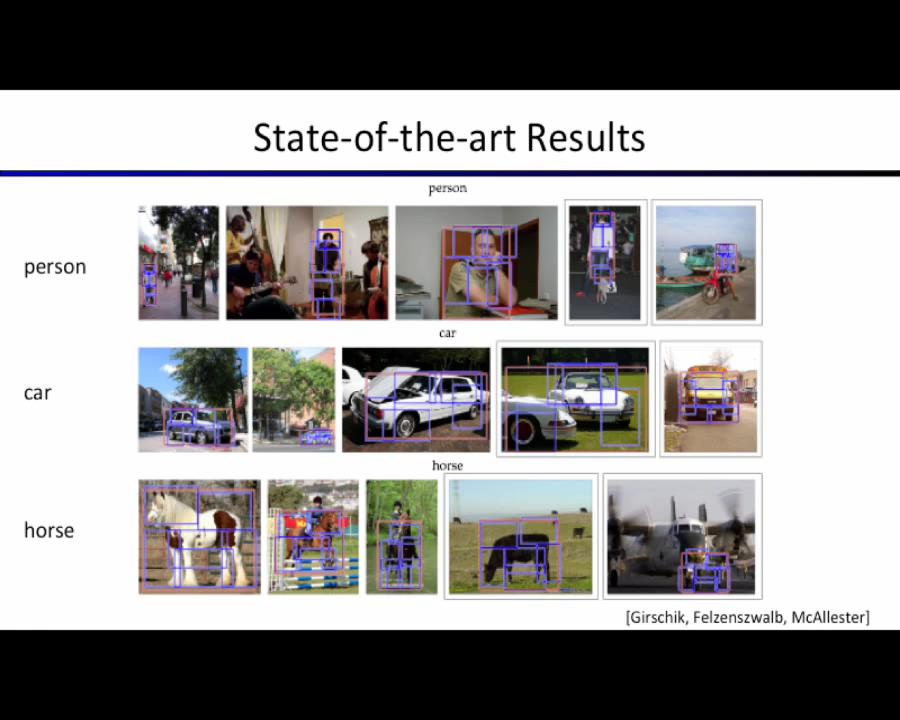 State-of-the-art Results
person
person
car
car
horse
horse
[Girschik, Felzenszwalb, McAllester]